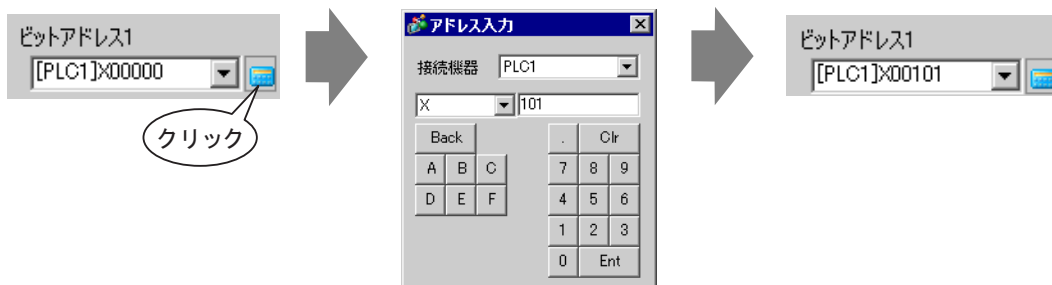 ビットアドレス1
[PLC1]X00000
クリック
アドレス入力
接続機器 PLC1
X 101
Back . Clr
A B C 7 8 9
D E F 4 5 6
1 2 3
0 Ent
ビットアドレス1
[PLC1]X00101